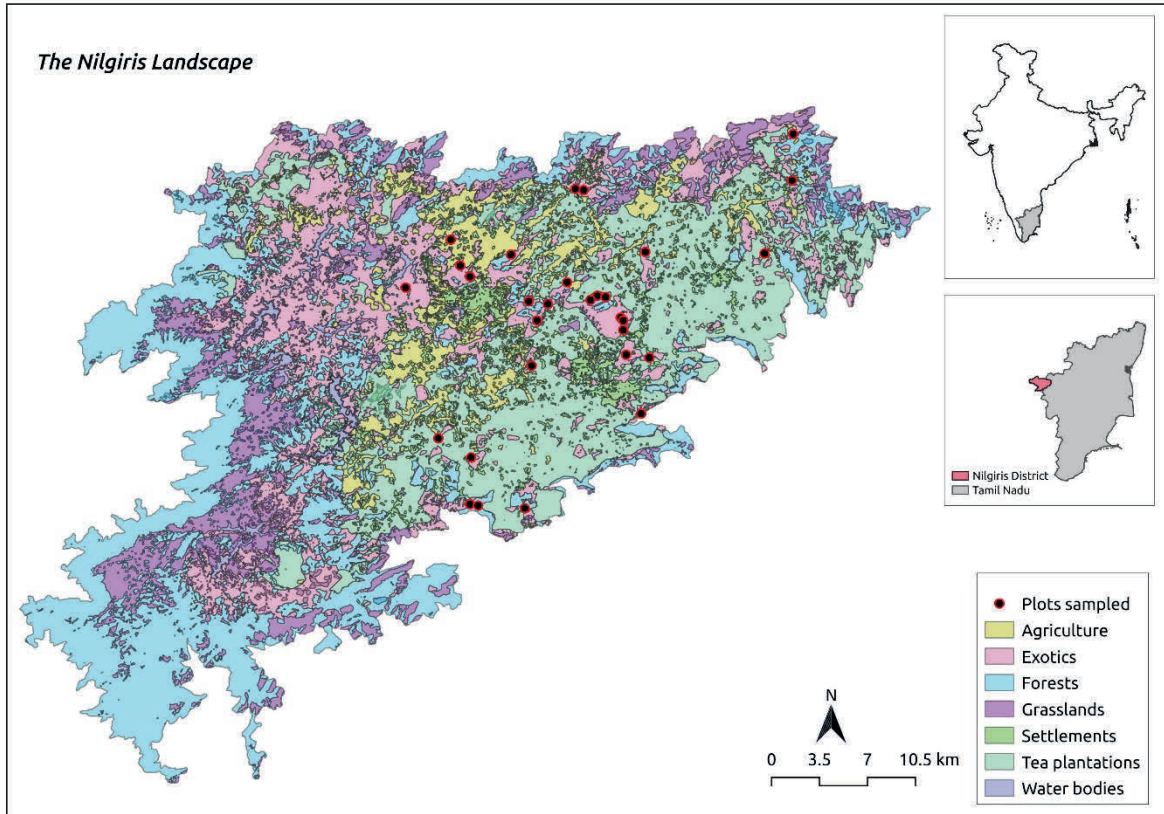 The Nilgiris Landscape
Nilgiris District
Tamil Nadu
Plots sampled
Agriculture
Exotics
Forests
Grasslands
Settlements
Tea plantations
Water bodies
N
0 3.5 7 10.5 km